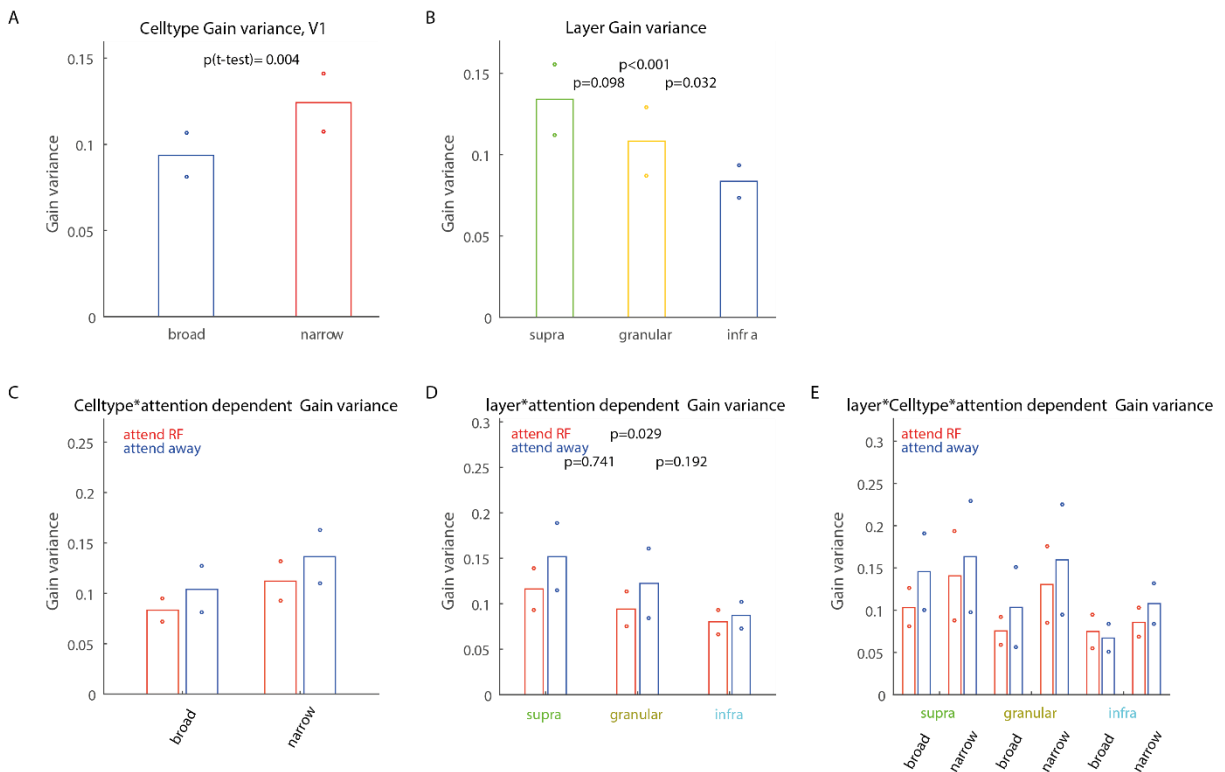 A
Celltype Gain variance, V1
p(t-test)= 0.004
0.15
0.1
0.05
0
Gain variance
broad
narrow
B
Layer Gain variance
p<0.001
p=0.098
p=0.032
0.15
0.1
0.05
0
Gain variance
supra
granular
infra
C
Celltype*attention dependent Gain variance
attend RF
attend away
0.25
0.2
0.15
0.1
0.05
0
Gain variance
broad
narrow
D
layer*attention dependent Gain variance
attend RF
attend away
p=0.029
p=0.741
p=0.192
0.3
0.25
0.2
0.15
0.1
0.05
0
Gain variance
supra
granular
infra
E
layer*Celltype*attention dependent Gain variance
attend RF
attend away
0.3
0.25
0.2
0.15
0.1
0.05
0
Gain variance
supra
granular
infra
broad
narrow
broad
narrow
broad
narrow